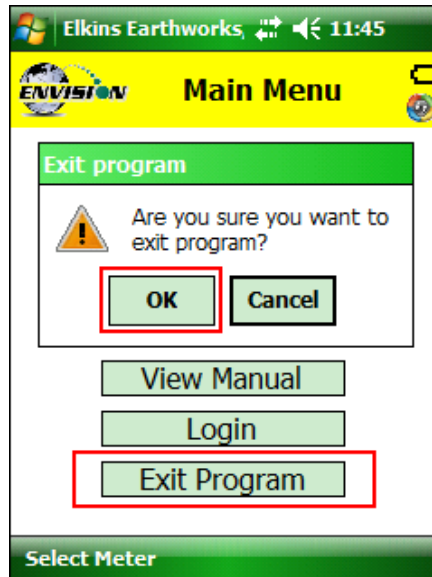 Elkins Earthworks, 11:45
ENVISION Main Menu
Exit program
Are you sure you want to
exit program?
OK Cancel
View Manual
Login
Exit Program
Select Meter